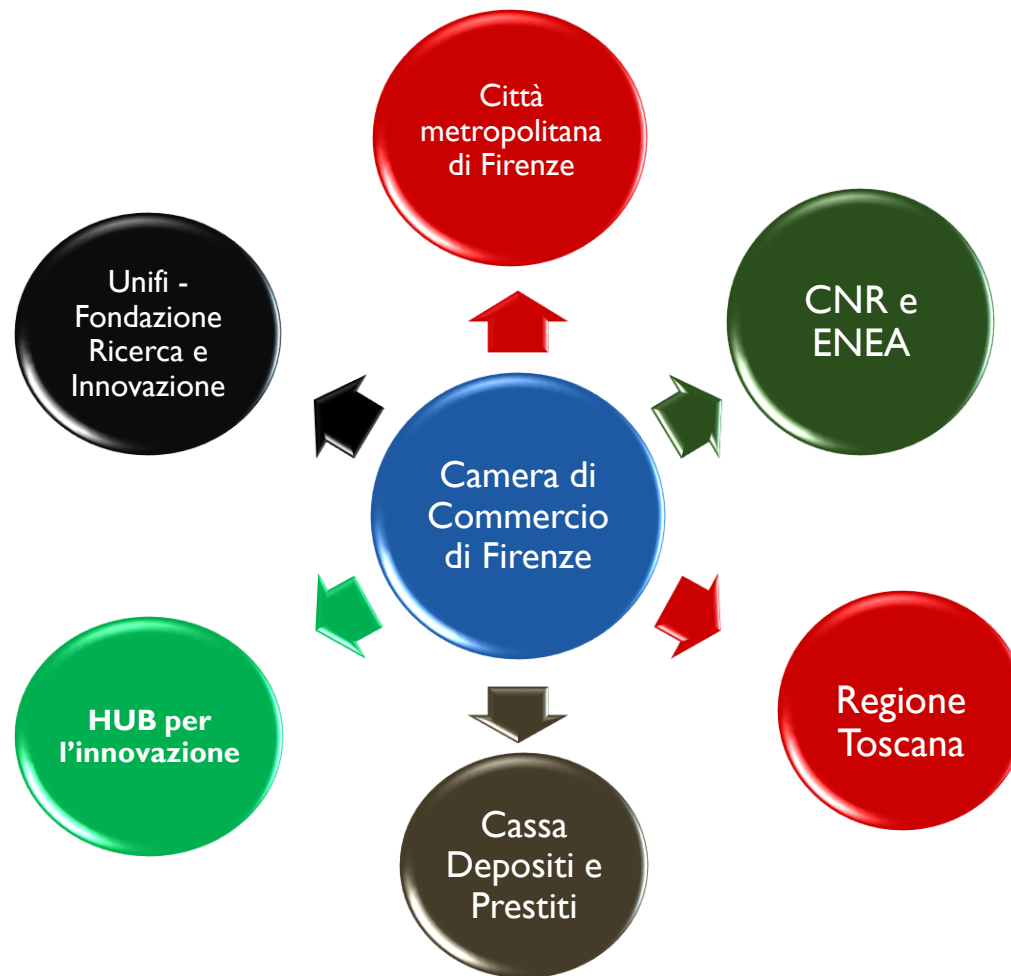 Città
metropolitana
di Firenze
CNR e
ENEA
Regione
Toscana
Cassa
Depositi e
Prestiti
HUB per
l’innovazione
Unifi -
Fondazione
Ricerca e
Innovazione
Camera di
Commercio
di Firenze